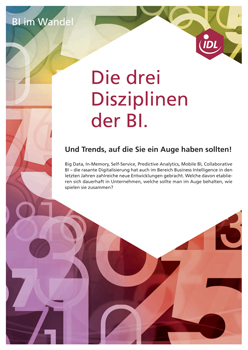 BI im Wandel
IDL
Die drei
Disziplinen
der BI.
Und Trends, auf die Sie ein Auge haben sollten!
Big Data, In-Memory, Self-Service, Predictive Analytics, Mobile BI, Collaborative
BI – die rasante Digitalisierung hat auch im Bereich Business Intelligence in den
letzten Jahren zahlreiche neue Entwicklungen gebracht. Welche davon etablie-
ren sich dauerhaft in Unternehmen, welche sollte man im Auge behalten, wie
spielen sie zusammen?